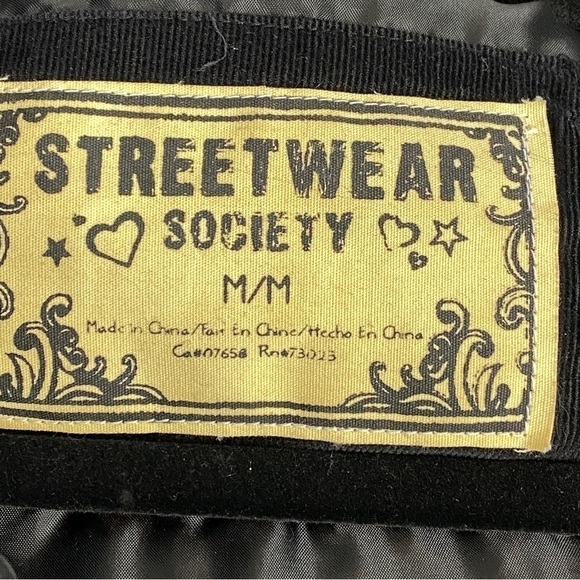 STREETWEAR
SOCIETY
M/M
Made in China/Fait En Chine/Hecho En China
Ca#07658 Rn#73023